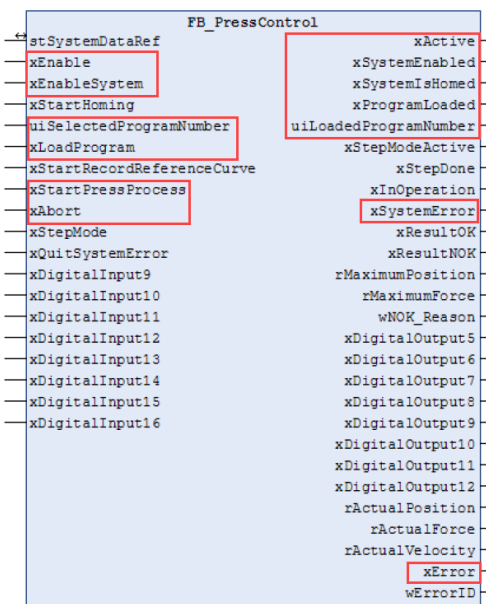 FB_PressControl
stSystemDataRef xActive
xEnable xSystemEnabled
xEnableSystem xSystemIsHomed
xStartHoming xProgramLoaded
uiSelectedProgramNumber uiLoadedProgramNumber
xLoadProgram xStepModeActive
xStartRecordReferenceCurve xStepDone
xStartPressProcess xInOperation
xAbort xSystemError
xStepMode xResultOK
xQuitSystemError xResultNOK
xDigitalInput9 rMaximumPosition
xDigitalInput10 rMaximumForce
xDigitalInput11 wNOK_Reason
xDigitalInput12 xDigitalOutput5
xDigitalInput13 xDigitalOutput6
xDigitalInput14 xDigitalOutput7
xDigitalInput15 xDigitalOutput8
xDigitalInput16 xDigitalOutput9
xDigitalOutput10
xDigitalOutput11
xDigitalOutput12
rActualPosition
rActualForce
rActualVelocity
xError
wErrorID